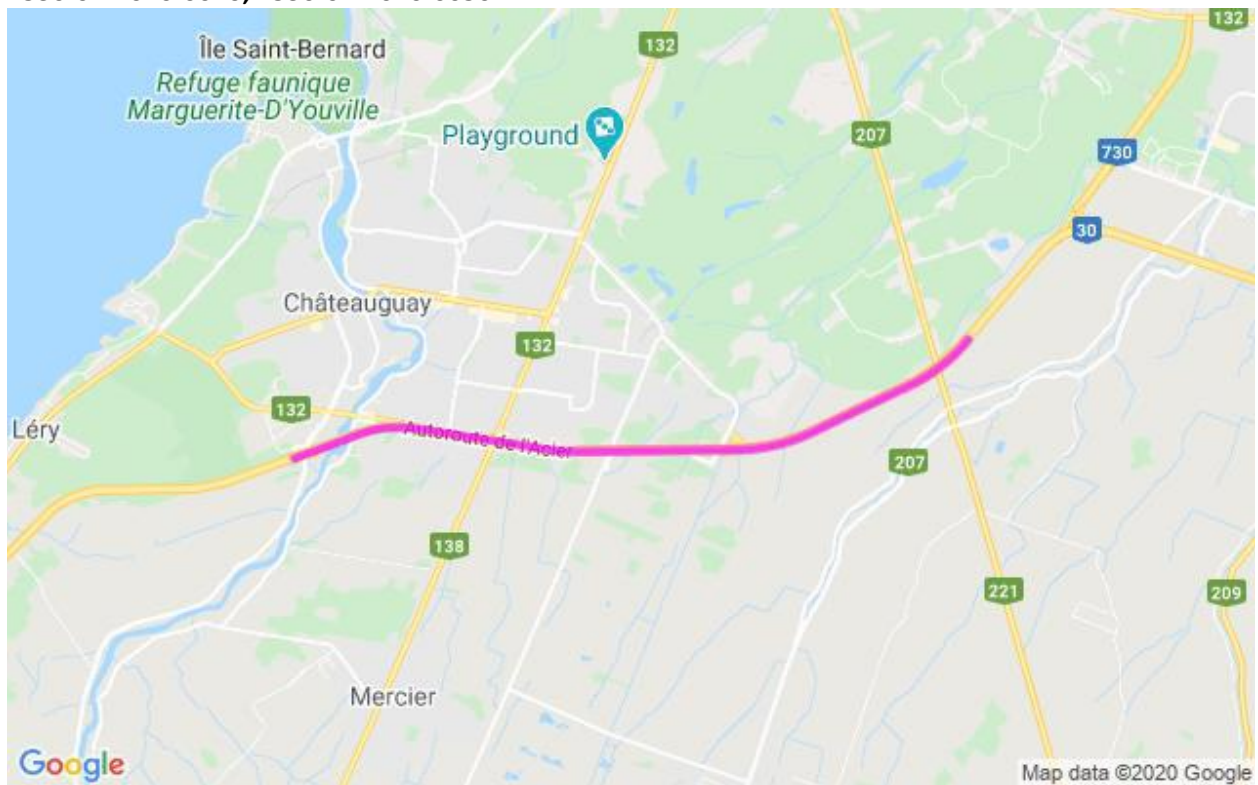 132
Île Saint-Bernard
132
Refuge faunique
Marguerite-D'Youville
Playground
207
730
30
Châteauguay
132
132
Léry
Autoroute de l'Acier
207
138
221
209
Mercier
Google
Map data ©2020 Google